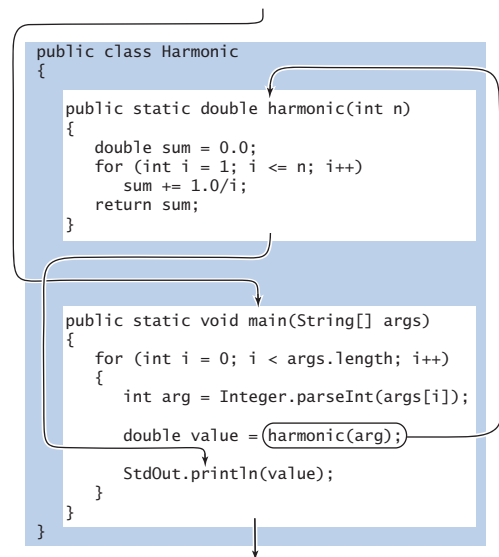 public class Harmonic
{
public static double harmonic(int n)
{
double sum = 0.0;
for (int i = 1; i <= n; i++)
sum += 1.0/i;
return sum;
}
public static void main(String[] args)
{
for (int i = 0; i < args.length; i++)
{
int arg = Integer.parseInt(args[i]);
double value = harmonic(arg);
StdOut.println(value);
}
}
}